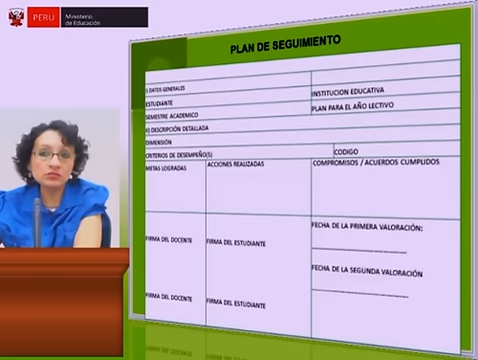 PERÚ
Ministerio
de Educación
PLAN DE SEGUIMIENTO
I) DATOS GENERALES
ESTUDIANTE
INSTITUCION EDUCATIVA
SEMESTRE ACADEMICO
PLAN PARA EL AÑO LECTIVO
II) DESCRIPCIÓN DETALLADA
DIMENSIÓN
CRITERIOS DE DESEMPEÑO(S)
CODIGO
METAS LOGRADAS
ACCIONES REALIZADAS
COMPROMISOS / ACUERDOS CUMPLIDOS
FECHA DE LA PRIMERA VALORACIÓN:
FIRMA DEL DOCENTE
FIRMA DEL ESTUDIANTE
FECHA DE LA SEGUNDA VALORACIÓN
FIRMA DEL DOCENTE
FIRMA DEL ESTUDIANTE